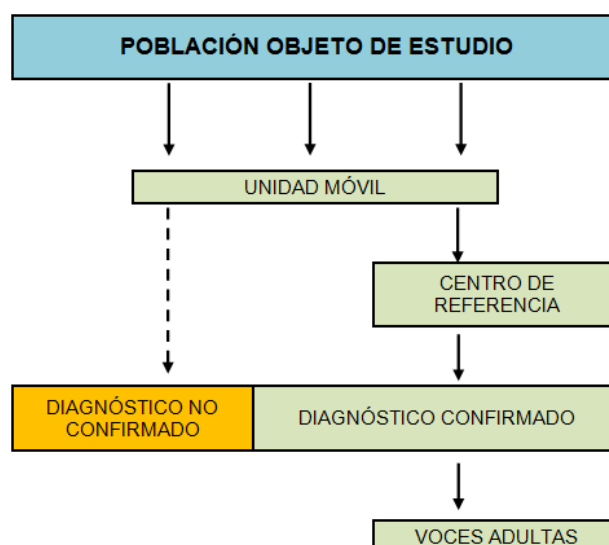 POBLACIÓN OBJETO DE ESTUDIO
UNIDAD MÓVIL
CENTRO DE
REFERENCIA
DIAGNÓSTICO NO
CONFIRMADO
DIAGNÓSTICO CONFIRMADO
VOCES ADULTAS